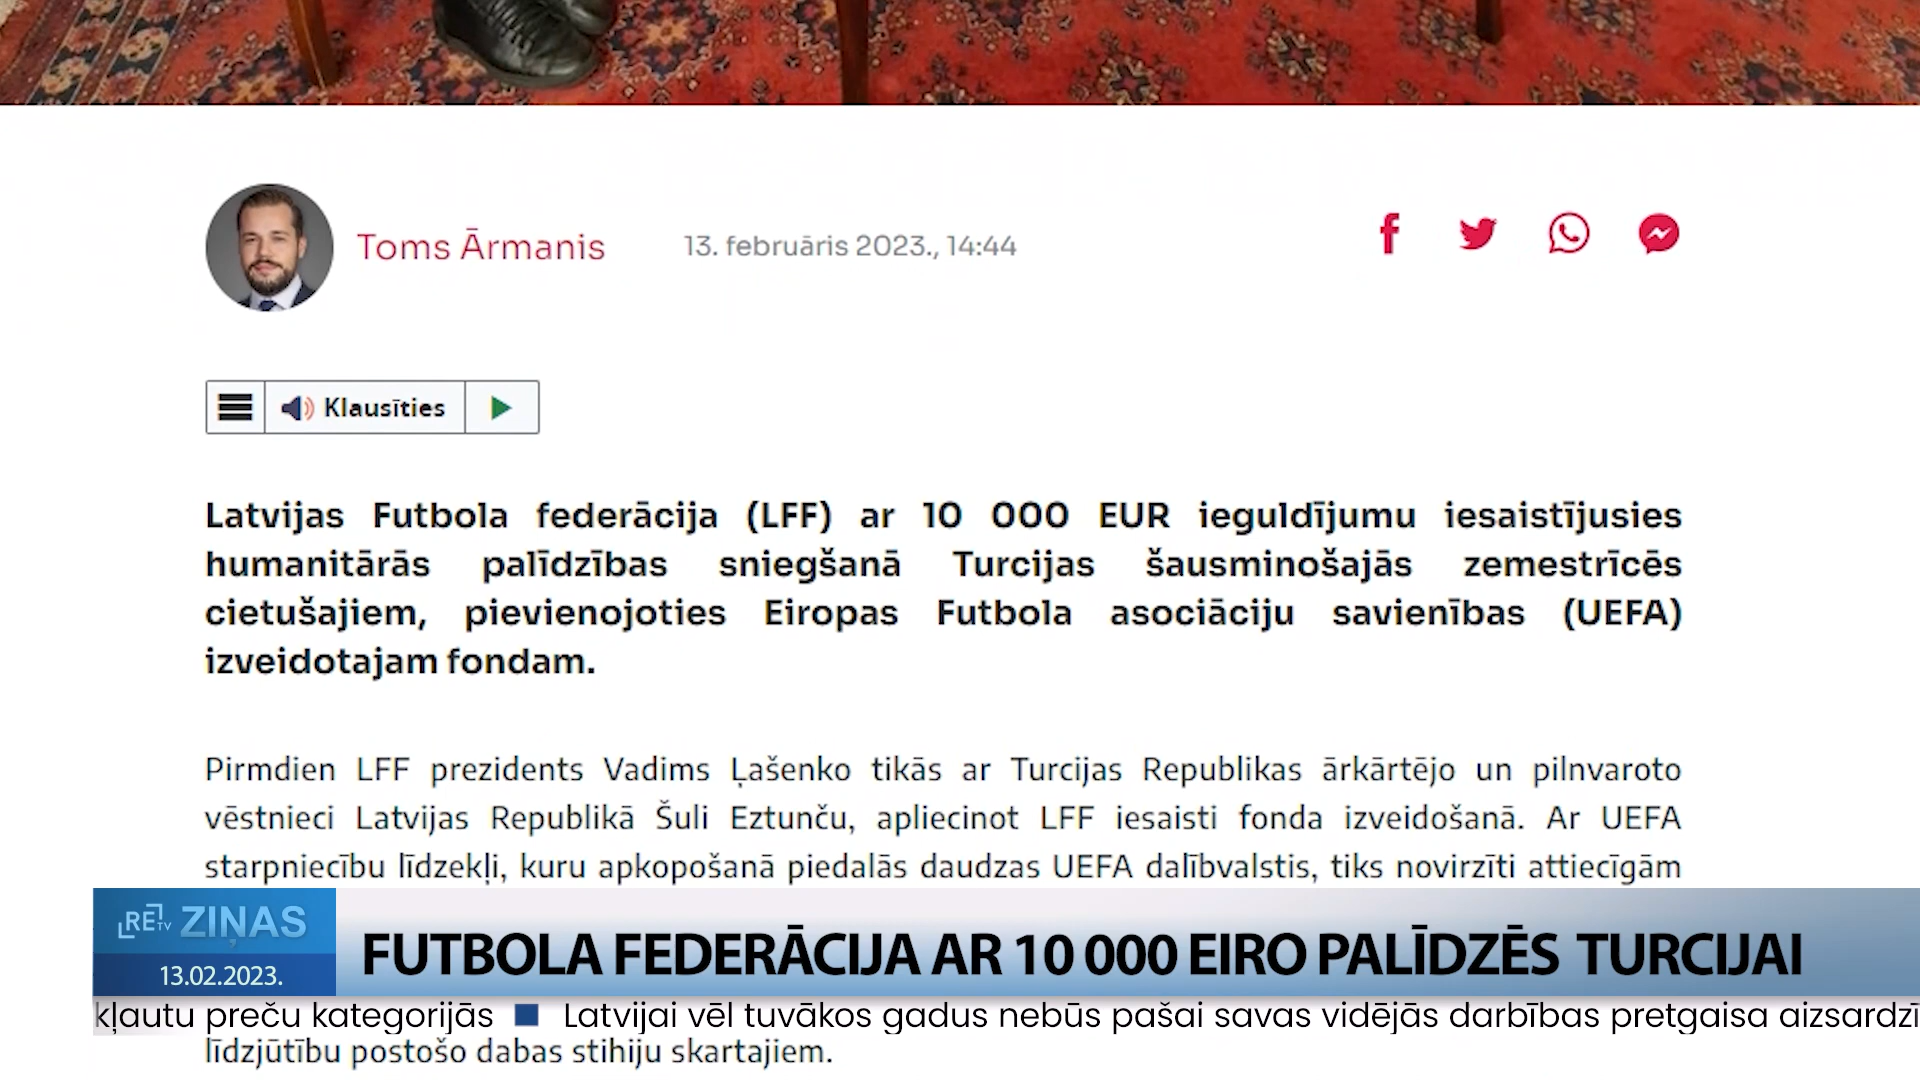 Toms Ārmanis
13. februāris 2023., 14:44
Klausīties
Latvijas Futbola federācija (LFF) ar 10 000 EUR ieguldījumu iesaistījusies
humanitārās palīdzības sniegšanā Turcijas šausminošajās zemestrīcēs
cietušajiem, pievienojoties Eiropas Futbola asociāciju savienības (UEFA)
izveidotajam fondam.
Pirmdien LFF prezidents Vadims Ļašenko tikās ar Turcijas Republikas ārkārtējo un pilnvaroto
vēstnieci Latvijas Republikā Šuli Eztunču, apliecinot LFF iesaisti fonda izveidošanā. Ar UEFA
starpniecību līdzekļi, kuru apkopošanā piedalās daudzas UEFA dalībvalstis, tiks novirzīti attiecīgām
RE TV ZIŅAS
13.02.2023.
FUTBOLA FEDERĀCIJA AR 10 000 EIRO PALĪDZĒS TURCIJAI
kļautu preču kategorijās ■ Latvijai vēl tuvākos gadus nebūs pašai savas vidējās darbības pretgaisa aizsardzī
līdzjūtību postošo dabas stihiju skartajiem.